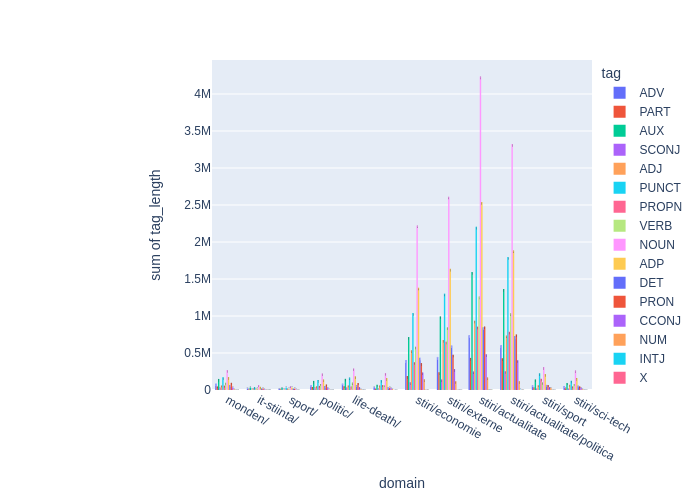 tag
ADV
PART
AUX
SCONJ
ADJ
PUNCT
PROPN
VERB
NOUN
ADP
DET
PRON
CCONJ
NUM
INTJ
X
sum of tag_length
4M
3.5M
3M
2.5M
2M
1.5M
1M
0.5M
0
monden/
it-stiinta/
sport/
politic/
life-death/
stiri/economie
stiri/externe
stiri/actualitate
stiri/actualitate/politica
stiri/sport
stiri/sci-tech
domain